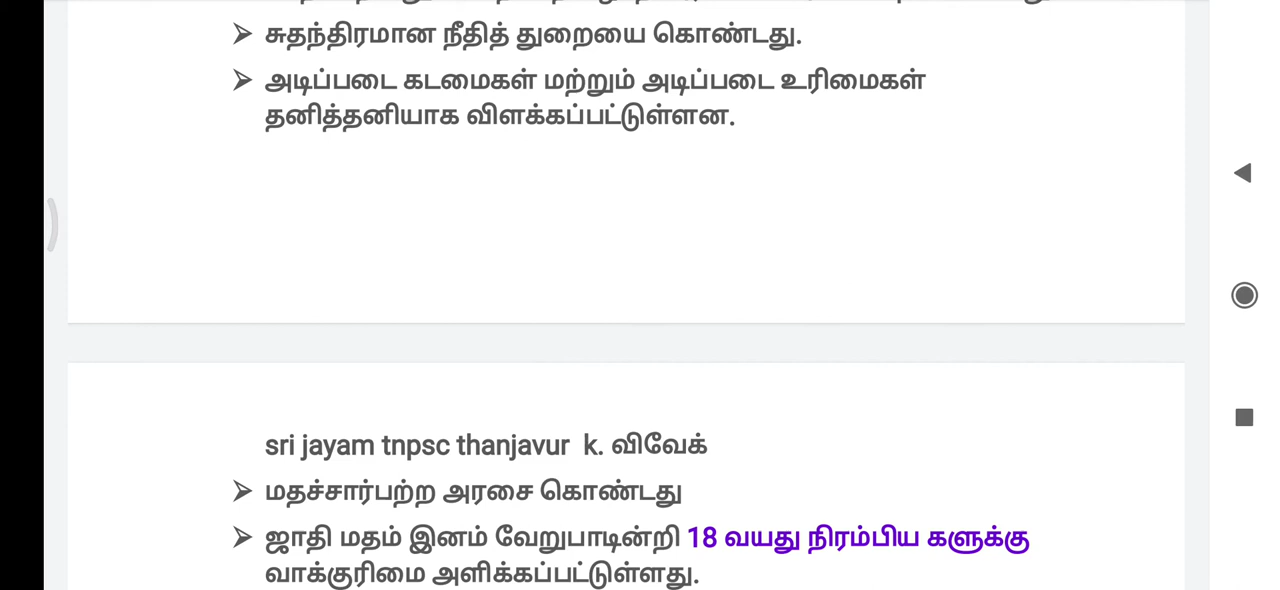 ➤ சுதந்திரமான நீதித் துறையை கொண்டது.
➤ அடிப்படை கடமைகள் மற்றும் அடிப்படை உரிமைகள்
தனித்தனியாக விளக்கப்பட்டுள்ளன.
sri jayam tnpsc thanjavur k. விவேக்
➤ மதச்சார்பற்ற அரசை கொண்டது
➤ ஜாதி மதம் இனம் வேறுபாடின்றி 18 வயது நிரம்பிய களுக்கு
வாக்குரிமை அளிக்கப்பட்டுள்ளது.